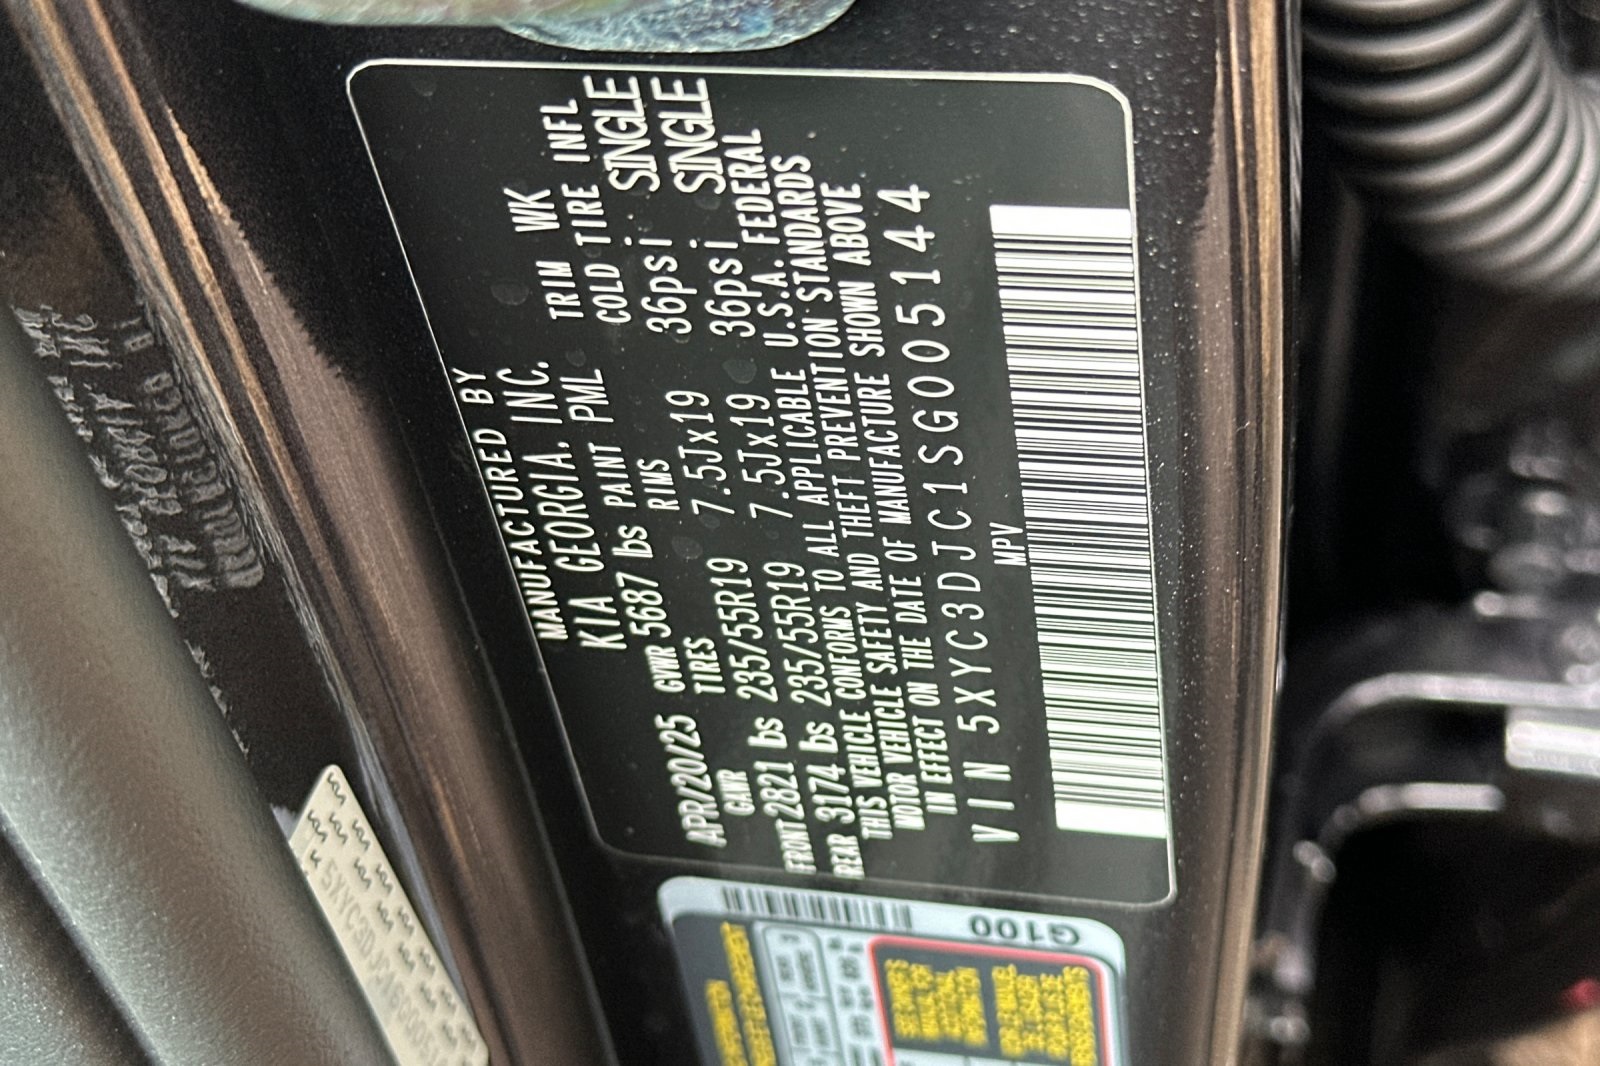 MANUFACTURED BY
KIA GEORGIA, INC. TRIM WK
APR/20/25 GVWR 5687 lbs PAINT PML COLD TIRE INFL
GAWR TIRES RIMS SINGLE
FRONT 2821 lbs 235/55R19 7.5Jx19 36psi SINGLE
REAR 3174 lbs 235/55R19 7.5Jx19 36psi
THIS VEHICLE CONFORMS TO ALL APPLICABLE U.S.A. FEDERAL
MOTOR VEHICLE SAFETY AND THEFT PREVENTION STANDARDS
IN EFFECT ON THE DATE OF MANUFACTURE SHOWN ABOVE
VIN 5XYC3DJC1SG005144
MPV
G100